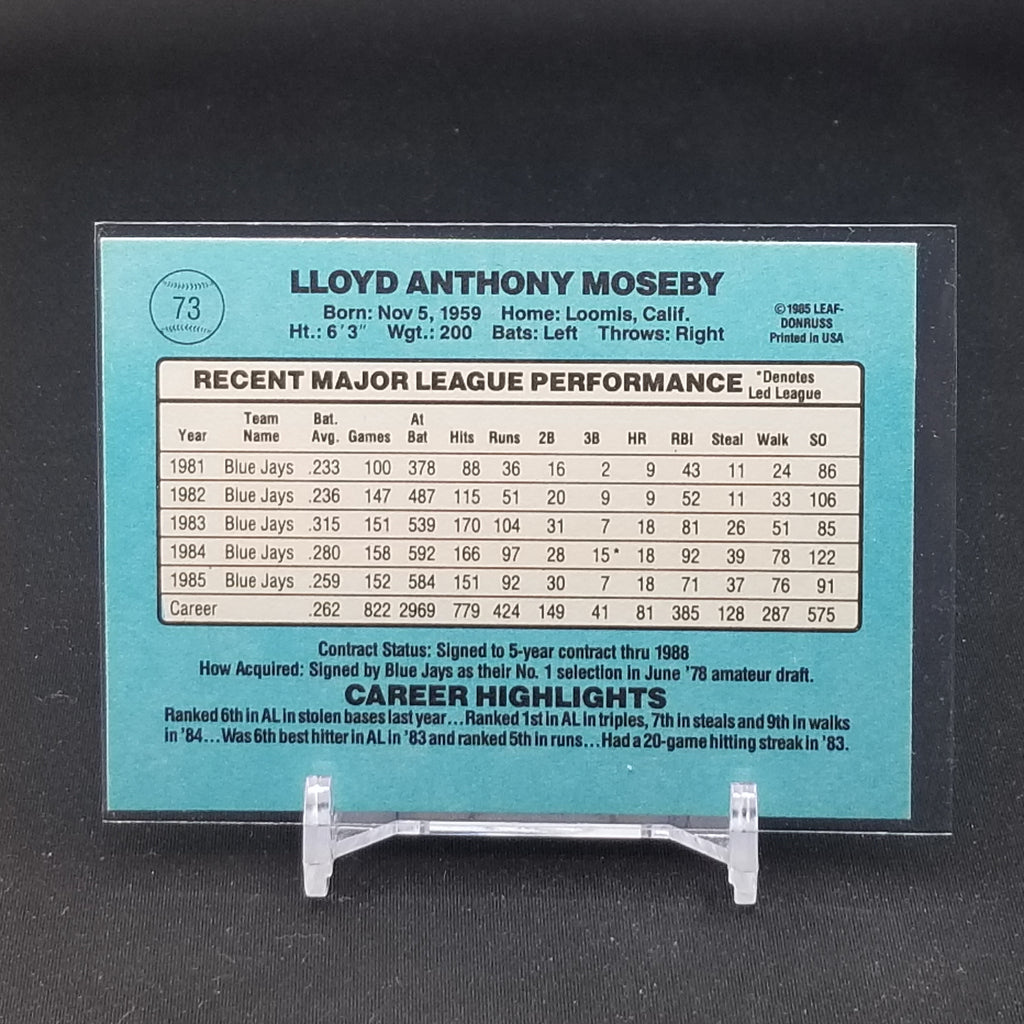 73
LLOYD ANTHONY MOSEBY
Born: Nov 5, 1959 Home: Loomis, Calif.
Ht.: 6'3" Wgt.: 200 Bats: Left Throws: Right
©1985 LEAF-
DONRUSS
Printed in USA
RECENT MAJOR LEAGUE PERFORMANCE *Denotes
Led League
Year Team Name Bat. Avg. Games At Bat Hits Runs 2B 3B HR RBI Steal Walk SO
1981 Blue Jays .233 100 378 88 36 16 2 9 43 11 24 86
1982 Blue Jays .236 147 487 115 51 20 9 9 52 11 33 106
1983 Blue Jays .315 151 539 170 104 31 7 18 81 26 51 85
1984 Blue Jays .280 158 592 166 97 28 15* 18 92 39 78 122
1985 Blue Jays .259 152 584 151 92 30 7 18 71 37 76 91
Career .262 822 2969 779 424 149 41 81 385 128 287 575
Contract Status: Signed to 5-year contract thru 1988
How Acquired: Signed by Blue Jays as their No. 1 selection in June '78 amateur draft.
CAREER HIGHLIGHTS
Ranked 6th in AL in stolen bases last year...Ranked 1st in AL in triples, 7th in steals and 9th in walks
in '84...Was 6th best hitter in AL in '83 and ranked 5th in runs...Had a 20-game hitting streak in '83.